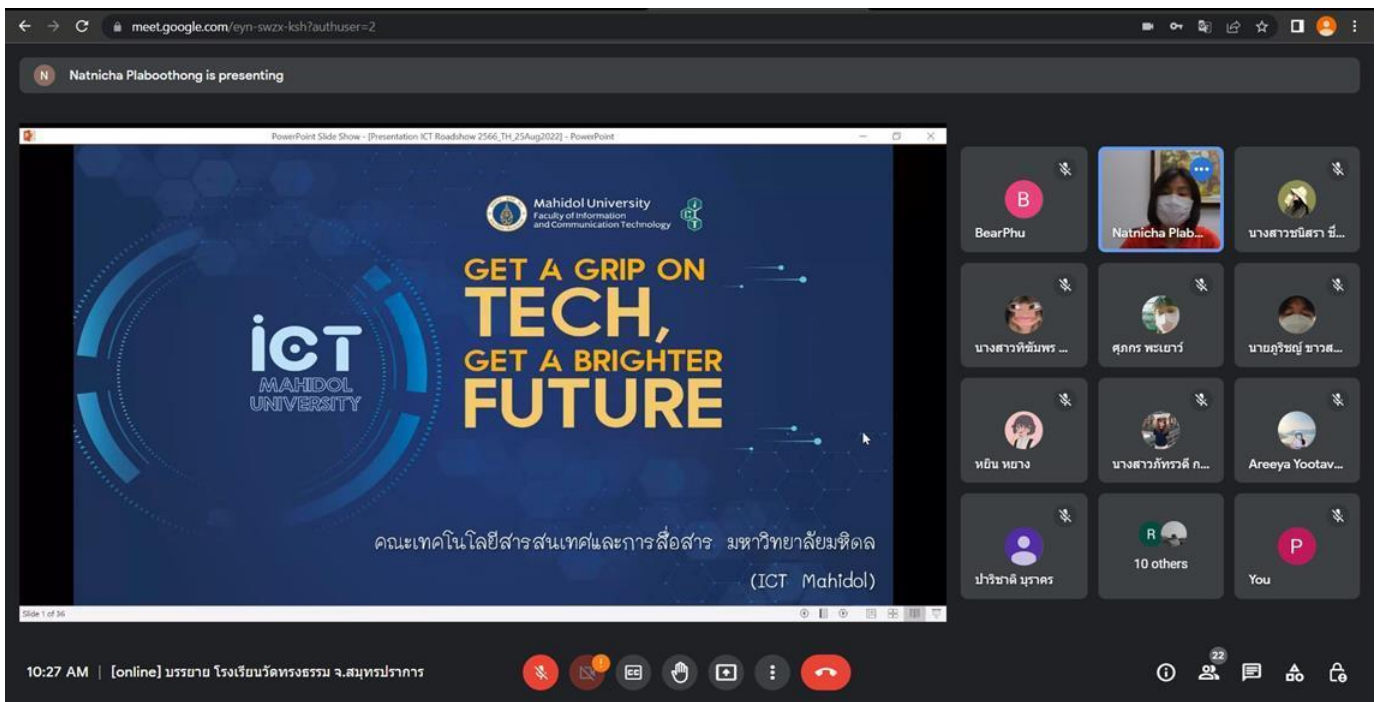 meet.google.com/eyn-swzx-ksh?authuser=2
N Natnicha Plaboothong is presenting
PowerPoint Slide Show - [Presentation ICT Roadshow 2566_TH_25Aug2022] - PowerPoint
Mahidol University
Faculty of Information
and Communication Technology
ict
MAHIDOL
UNIVERSITY
GET A GRIP ON
TECH,
GET A BRIGHTER
FUTURE
คณะเทคโนโลยีสารสนเทศและการสื่อสาร มหาวิทยาลัยมหิดล
(ICT Mahidol)
Slide 1 of 36
B
BearPhu
Natnicha Plab...
นางสาวชนิสรา ชื่...
นางสาวทิฆัมพร ...
ศุภกร พะเยาว์
นายภูริชญ์ ขาวส...
หยิน หยาง
นางสาวภัทรวดี ก...
Areeya Yootav...
ปาริชาติ บุราคร
R
10 others
P
You
10:27 AM | [online] บรรยาย โรงเรียนวัดทรงธรรม จ.สมุทรปราการ
CC
22